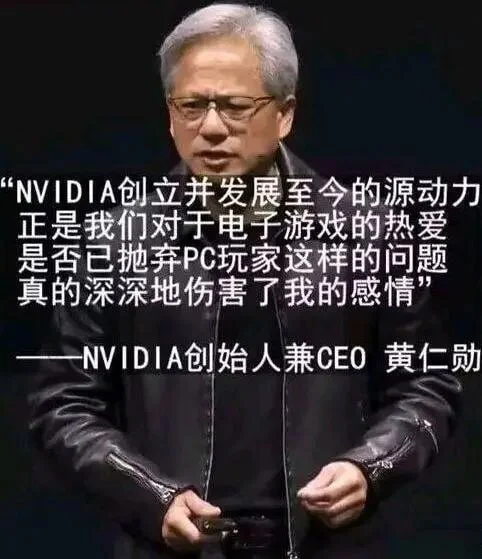 “NVIDIA创立并发展至今的源动力
正是我们对于电子游戏的热爱
是否已抛弃PC玩家这样的问题
真的深深地伤害了我的感情”
——NVIDIA创始人兼CEO 黄仁勋